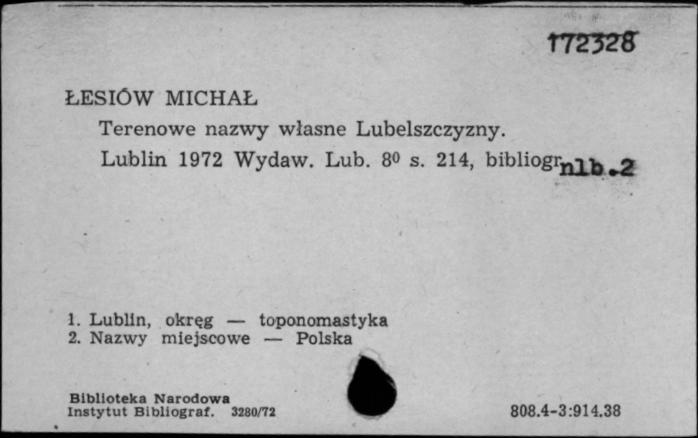 172328
ŁESIÓW MICHAŁ
Terenowe nazwy własne Lubelszczyzny.
Lublin 1972 Wydaw. Lub. 8⁰ s. 214, bibliogr. nlb.2
1. Lublin, okręg — toponomastyka
2. Nazwy miejscowe — Polska
Biblioteka Narodowa
Instytut Bibliograf. 3280/72
808.4-3:914.38